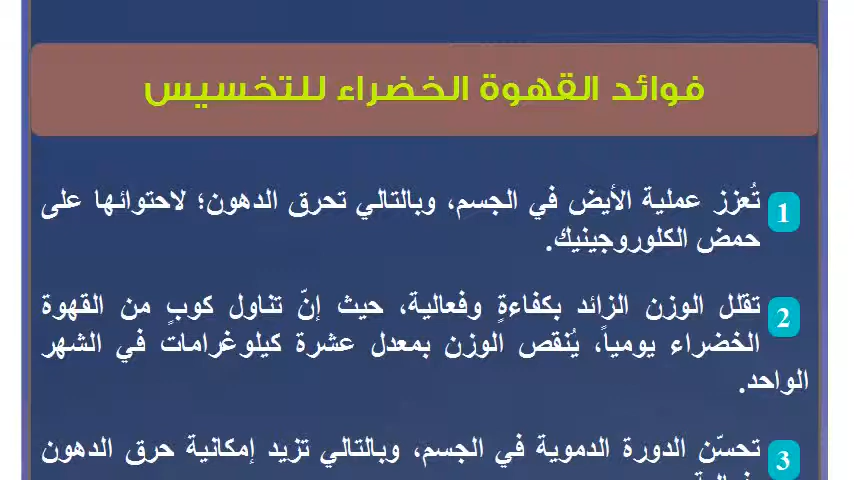 فوائد القهوة الخضراء للتخسيس
1 تُعزز عملية الأيض في الجسم، وبالتالي تحرق الدهون؛ لاحتوائها على
حمض الكلوروجينيك.
2 تقلل الوزن الزائد بكفاءةٍ وفعالية، حيث إنّ تناول كوبٍ من القهوة
الخضراء يومياً، يُنقص الوزن بمعدل عشرة كيلوغرامات في الشهر
الواحد.
3 تحسّن الدورة الدموية في الجسم، وبالتالي تزيد إمكانية حرق الدهون